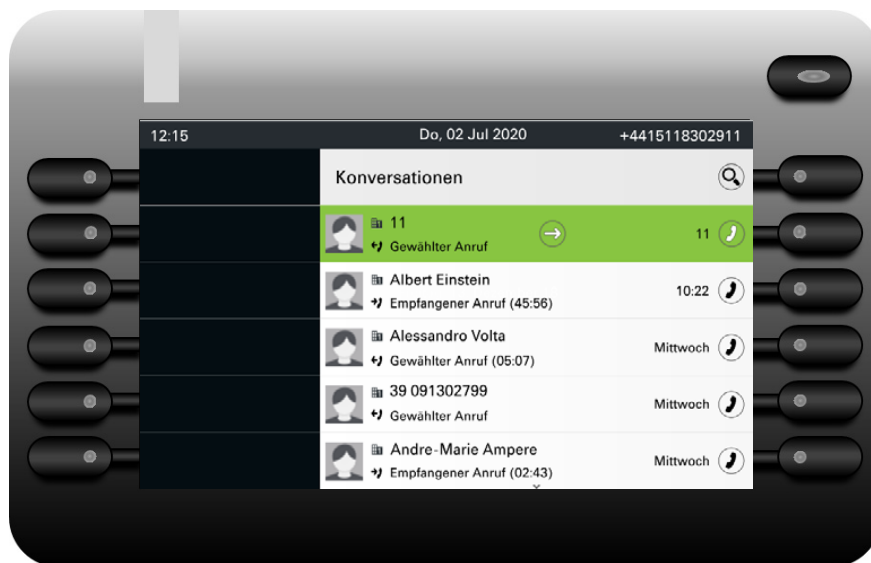 12:15 Do, 02 Jul 2020 +4415118302911
Konversationen
11 11
Gewählter Anruf
Albert Einstein 10:22
Empfangener Anruf (45:56)
Alessandro Volta Mittwoch
Gewählter Anruf (05:07)
39 091302799 Mittwoch
Gewählter Anruf
Andre-Marie Ampere Mittwoch
Empfangener Anruf (02:43)